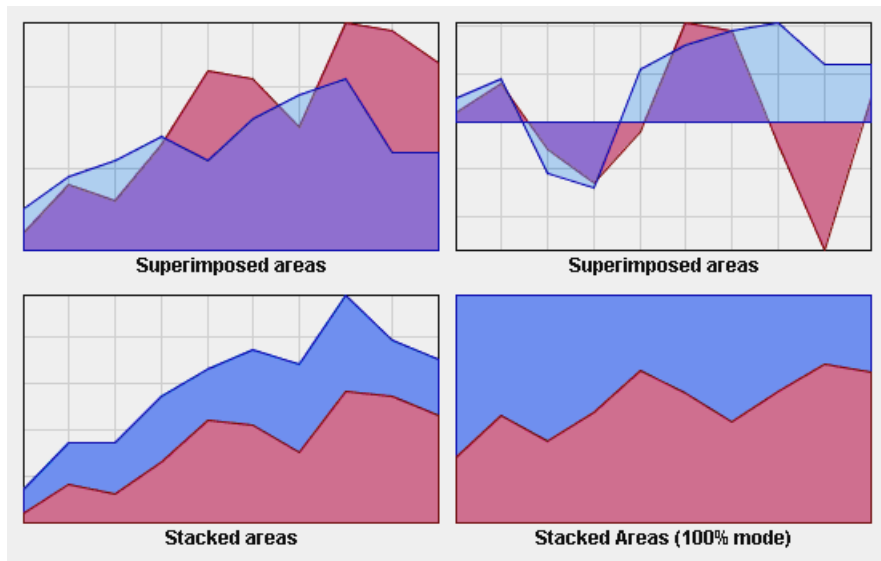 Superimposed areas
Superimposed areas
Stacked areas
Stacked Areas (100% mode)